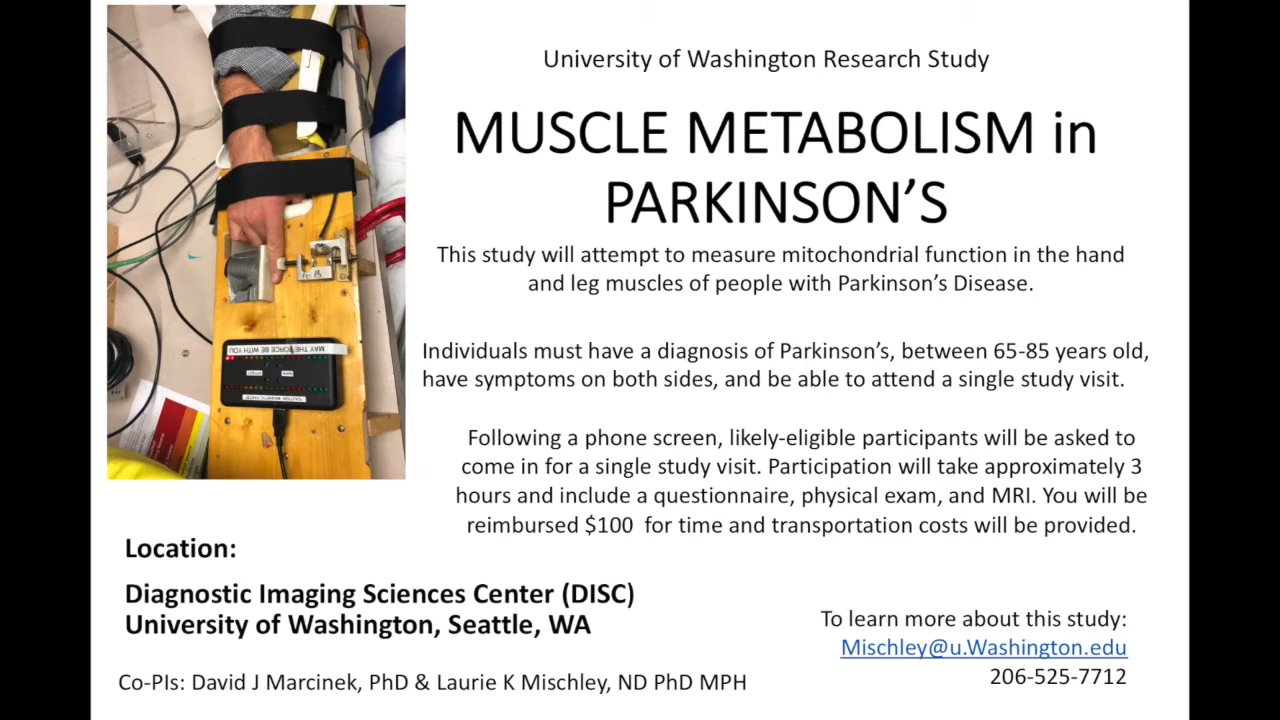 University of Washington Research Study
MUSCLE METABOLISM in
PARKINSON'S
This study will attempt to measure mitochondrial function in the hand
and leg muscles of people with Parkinson's Disease.
Individuals must have a diagnosis of Parkinson's, between 65-85 years old,
have symptoms on both sides, and be able to attend a single study visit.
Following a phone screen, likely-eligible participants will be asked to
come in for a single study visit. Participation will take approximately 3
hours and include a questionnaire, physical exam, and MRI. You will be
reimbursed $100  for time and transportation costs will be provided.
MAY THE FORCE BE WITH YOU
Location:
Diagnostic Imaging Sciences Center (DISC)
University of Washington, Seattle, WA
Co-PIs: David J Marcinek, PhD & Laurie K Mischley, ND PhD MPH
To learn more about this study:
Mischley@u.Washington.edu
206-525-7712